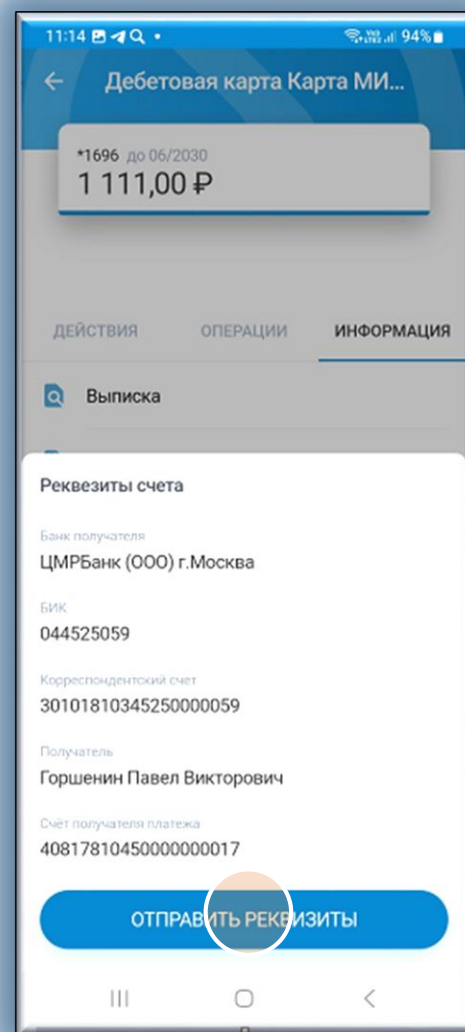 11:14
94%
Дебетовая карта Карта МИ...
*1696 до 06/2030
1 111,00 ₽
ДЕЙСТВИЯ ОПЕРАЦИИ ИНФОРМАЦИЯ
Выписка
Реквезиты счета
Банк получателя
ЦМРБанк (ООО) г.Москва
БИК
044525059
Корреспондентский счет
30101810345250000059
Получатель
Горшенин Павел Викторович
Счёт получателя платежа
40817810450000000017
ОТПРАВИТЬ РЕКВИЗИТЫ